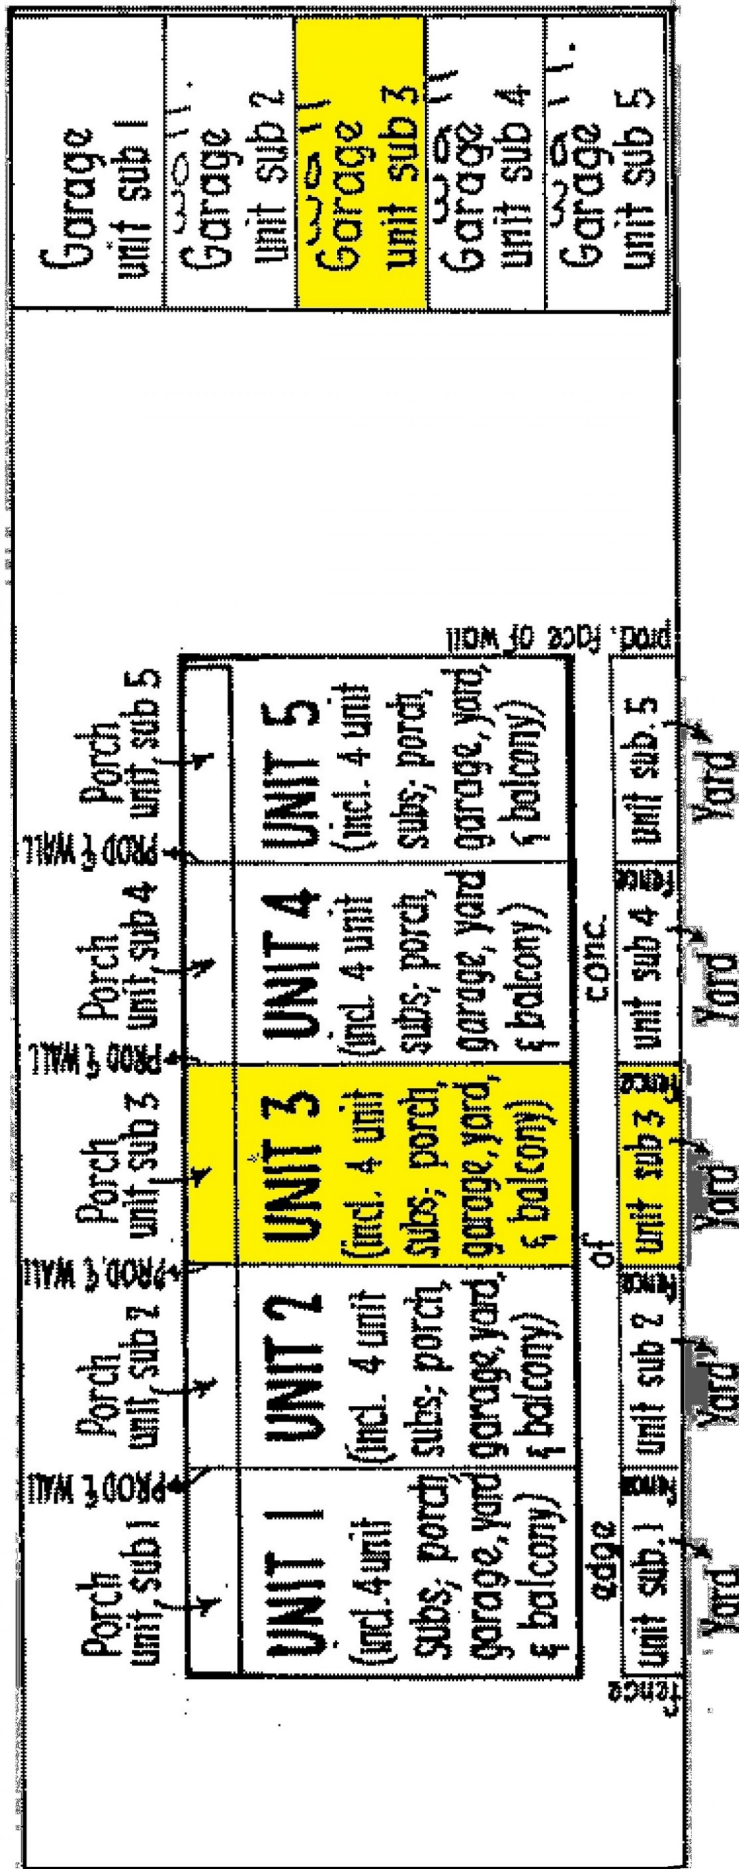 Porch
unit sub 1
Porch
unit sub 2
Porch
unit sub 3
Porch
unit sub 4
Porch
unit sub 5
PROD ₵ WALL
PROD. ₵ WALL
PROD ₵ WALL
PROD ₵ WALL
UNIT 1
(incl. 4 unit
subs; porch,
garage, yard
& balcony)
UNIT 2
(incl. 4 unit
subs; porch,
garage, yard,
& balcony)
UNIT 3
(incl. 4 unit
subs; porch,
garage, yard,
& balcony)
UNIT 4
(incl. 4 unit
subs; porch,
garage, yard
& balcony)
UNIT 5
(incl. 4 unit
subs; porch,
garage, yard,
& balcony)
prod. face of wall
edge of conc.
fence
unit sub. 1
fence
unit sub 2
fence
unit sub 3
fence
unit sub 4
fence
unit sub. 5
Yard
Yard
Yard
Yard
Yard
Garage
unit sub 1
Garage
unit sub 2
Garage
unit sub 3
Garage
unit sub 4
Garage
unit sub 5